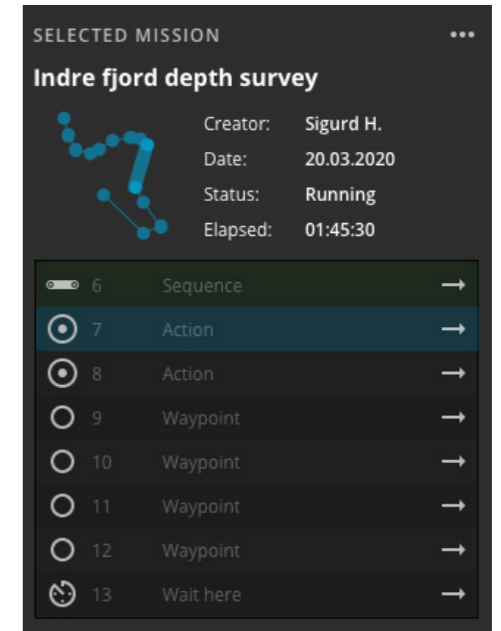 SELECTED MISSION
Indre fjord depth survey
Creator: Sigurd H.
Date: 20.03.2020
Status: Running
Elapsed: 01:45:30
6 Sequence
7 Action
8 Action
9 Waypoint
10 Waypoint
11 Waypoint
12 Waypoint
13 Wait here